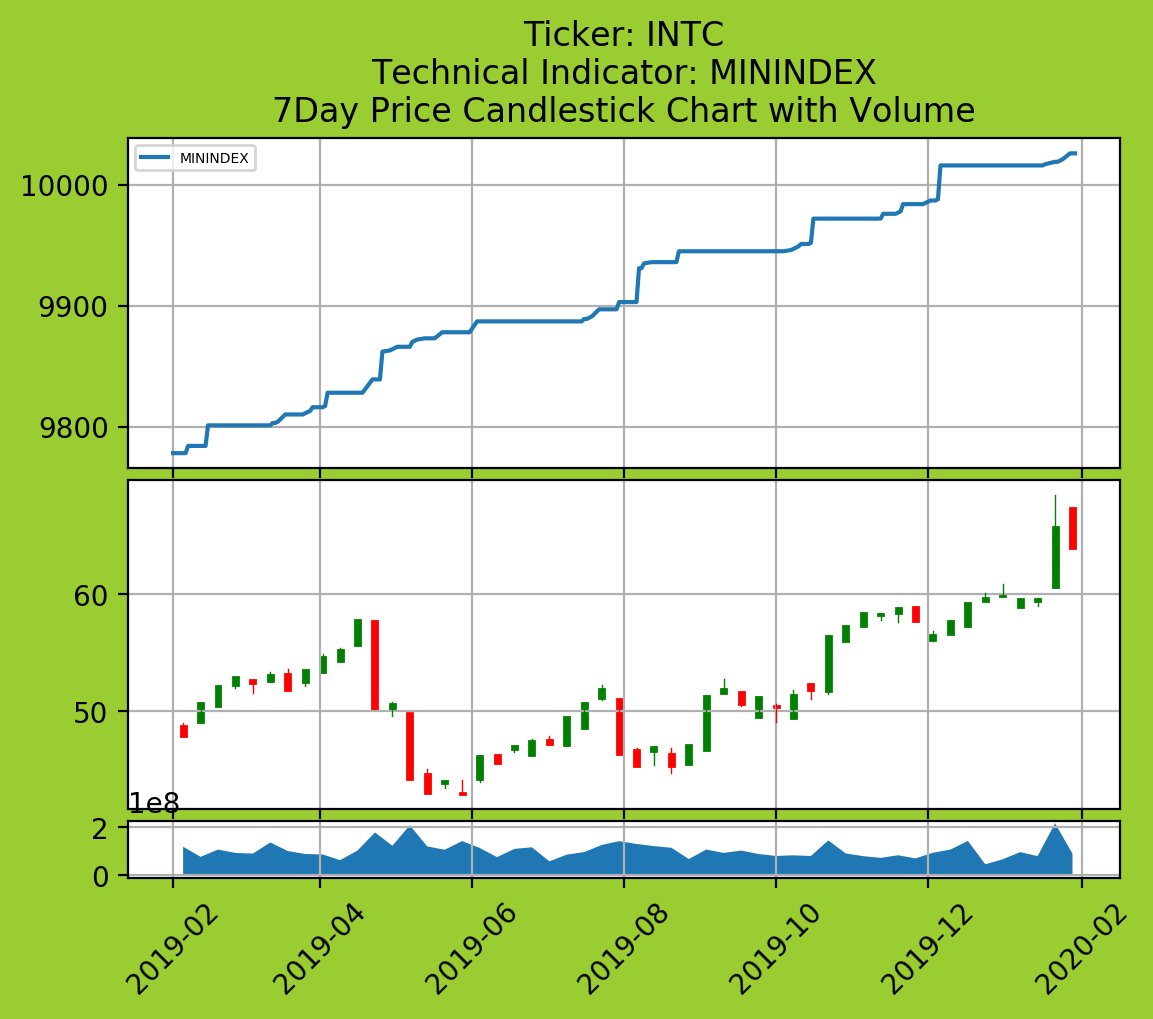 Ticker: INTC
Technical Indicator: MININDEX
7Day Price Candlestick Chart with Volume
MININDEX
10000
9900
9800
60
50
1e8
2
0
2019-02
2019-04
2019-06
2019-08
2019-10
2019-12
2020-02